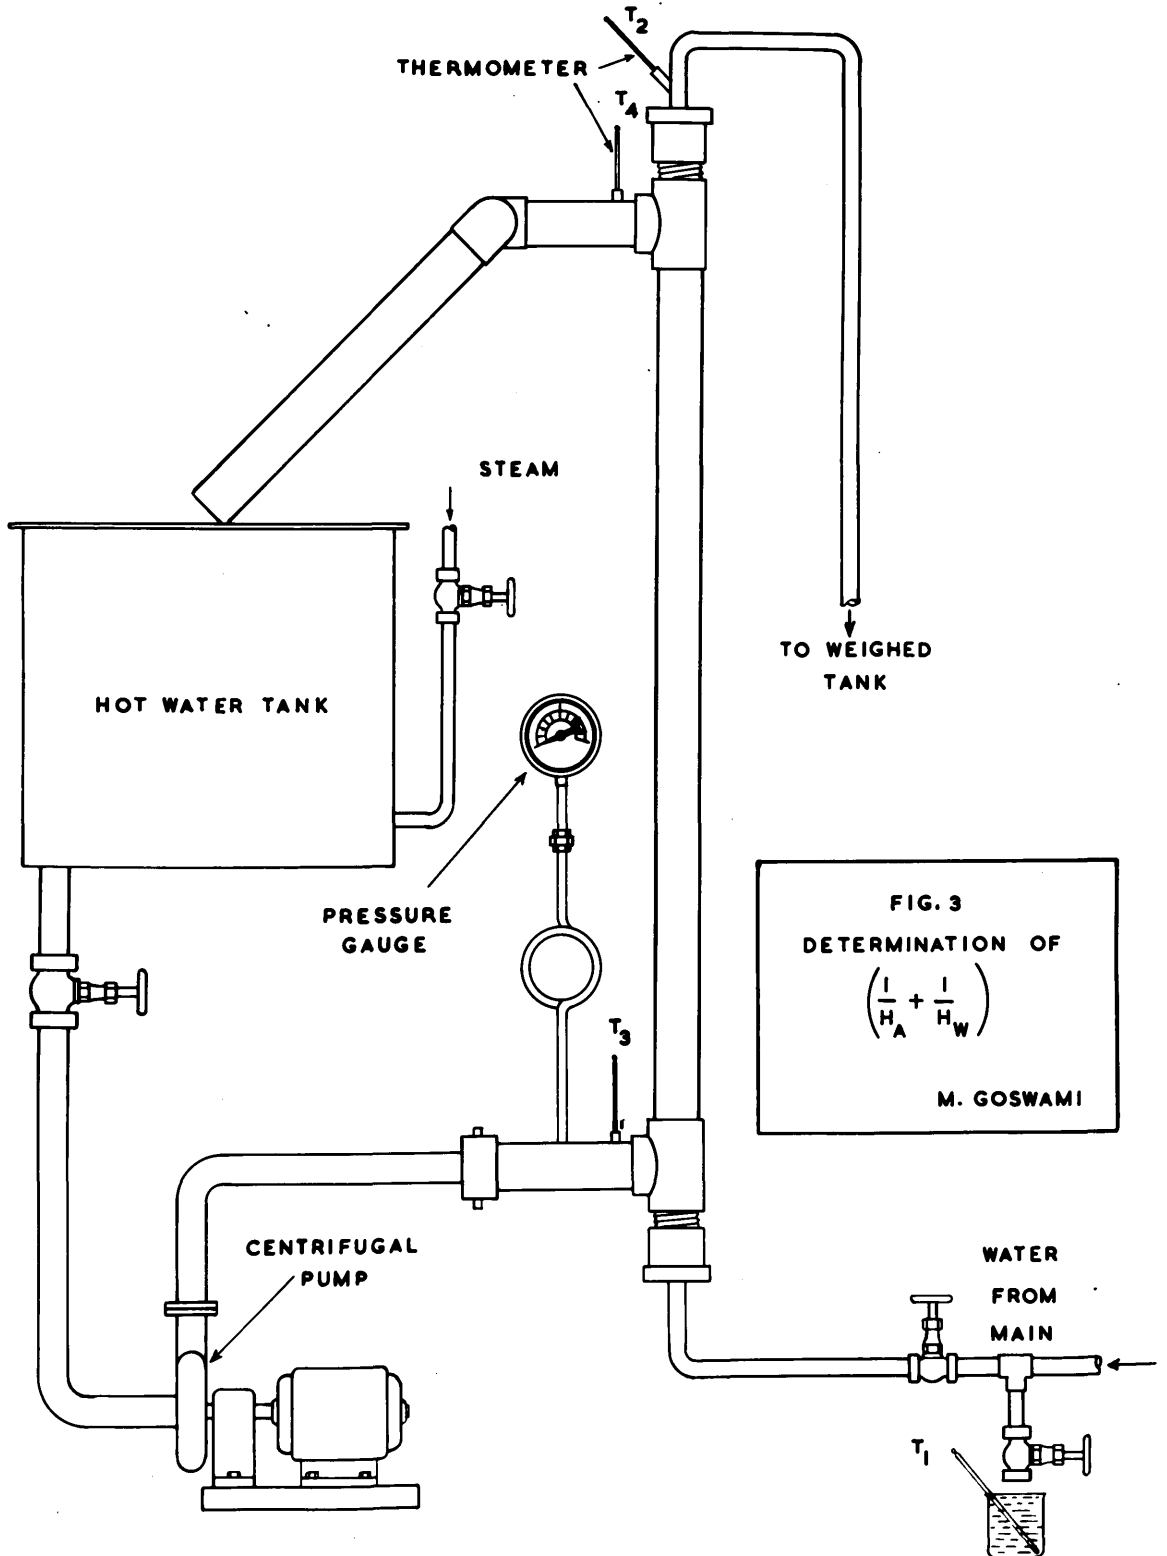 T2
THERMOMETER
T4
STEAM
TO WEIGHED
TANK
HOT WATER TANK
PRESSURE
GAUGE
FIG. 3
DETERMINATION OF
(1/HA + 1/HW)
M. GOSWAMI
T3
CENTRIFUGAL
PUMP
WATER
FROM
MAIN
T1